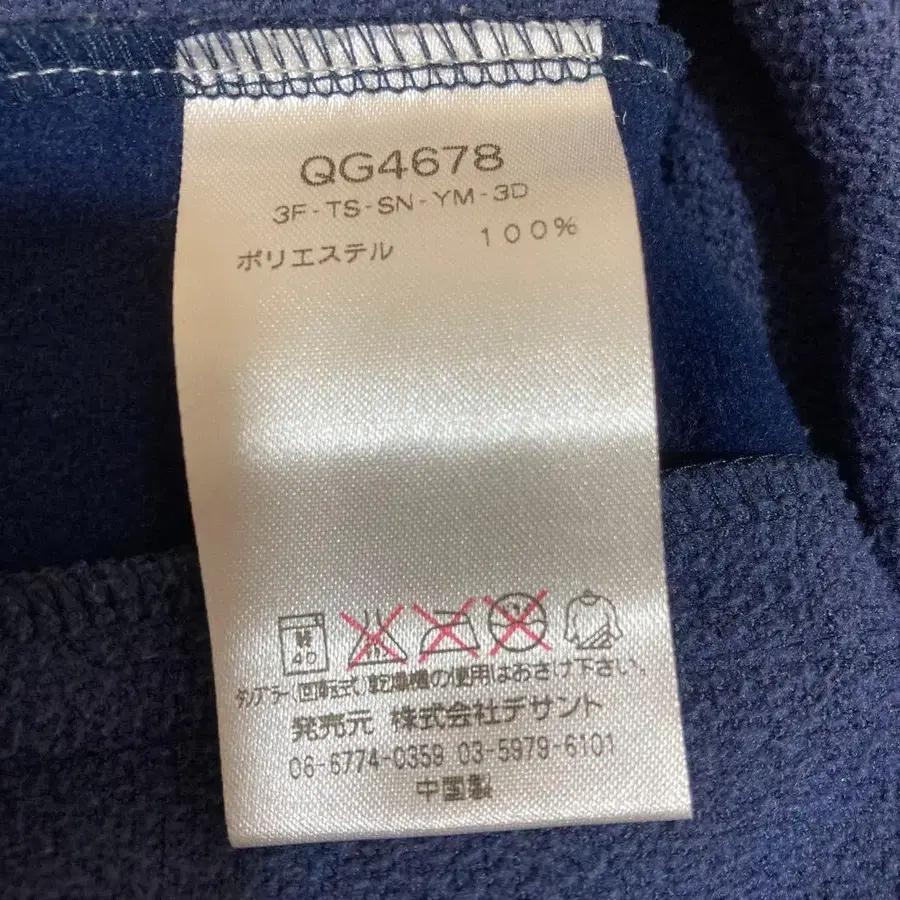 QG4678
3F-TS-SN-YM-3D
ポリエステル 100%
軽
40
タンブラー(回転式)乾燥機の使用はおさけ下さい。
発売元 株式会社デサント
06-6774-0359 03-5979-6101
中国製